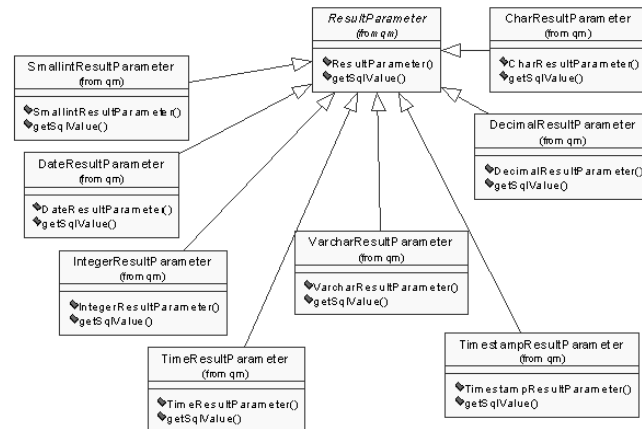 ResultParameter
(from qm)
ResultParameter()
getSqlValue()
CharResultParameter
(from qm)
CharResultParameter()
getSqlValue()
SmallintResultParameter
(from qm)
SmallintResultParameter()
getSqlValue()
DecimalResultParameter
(from qm)
DecimalResultParameter()
getSqlValue()
DateResultParameter
(from qm)
DateResultParameter()
getSqlValue()
VarcharResultParameter
(from qm)
VarcharResultParameter()
getSqlValue()
IntegerResultParameter
(from qm)
IntegerResultParameter()
getSqlValue()
TimestampResultParameter
(from qm)
TimestampResultParameter()
getSqlValue()
TimeResultParameter
(from qm)
TimeResultParameter()
getSqlValue()